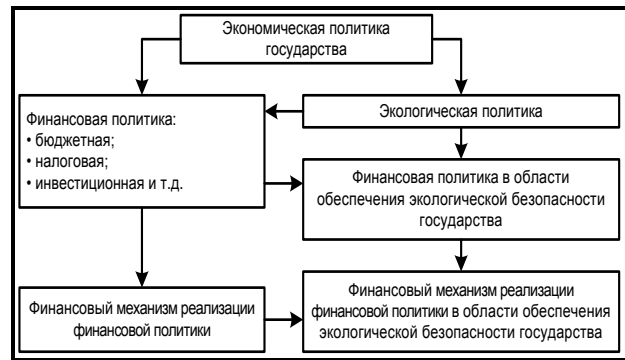 Экономическая политика
государства
Финансовая политика:
• бюджетная;
• налоговая;
• инвестиционная и т.д.
Экологическая политика
Финансовая политика в области
обеспечения экологической безопасности
государства
Финансовый механизм реализации
финансовой политики
Финансовый механизм реализации
финансовой политики в области обеспечения
экологической безопасности государства